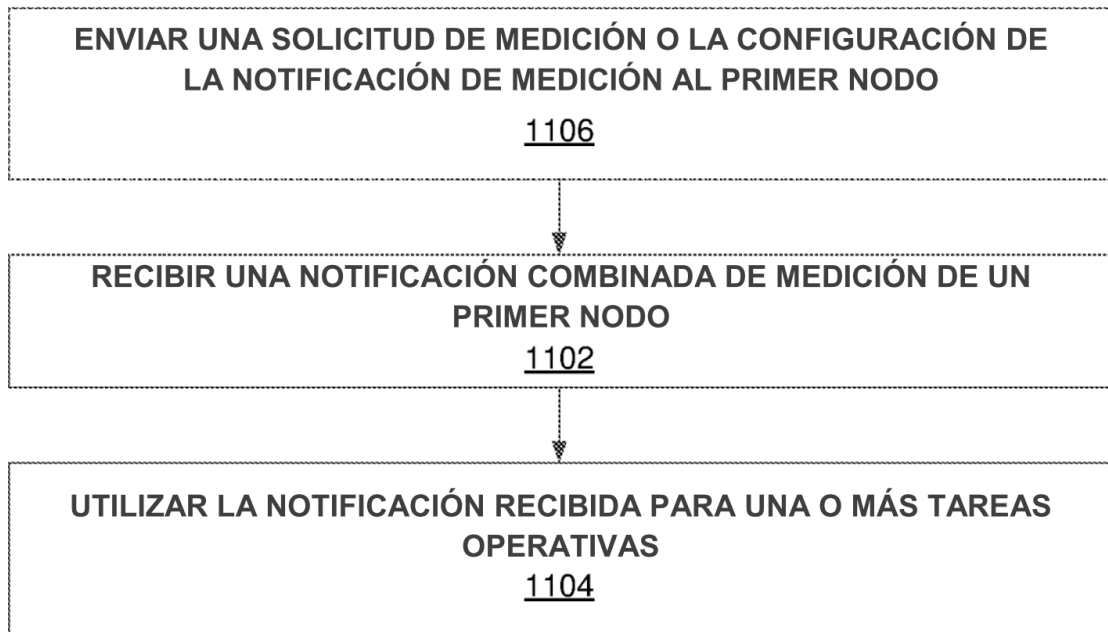 ENVIAR UNA SOLICITUD DE MEDICIÓN O LA CONFIGURACIÓN DE
LA NOTIFICACIÓN DE MEDICIÓN AL PRIMER NODO
1106
RECIBIR UNA NOTIFICACIÓN COMBINADA DE MEDICIÓN DE UN
PRIMER NODO
1102
UTILIZAR LA NOTIFICACIÓN RECIBIDA PARA UNA O MÁS TAREAS
OPERATIVAS
1104